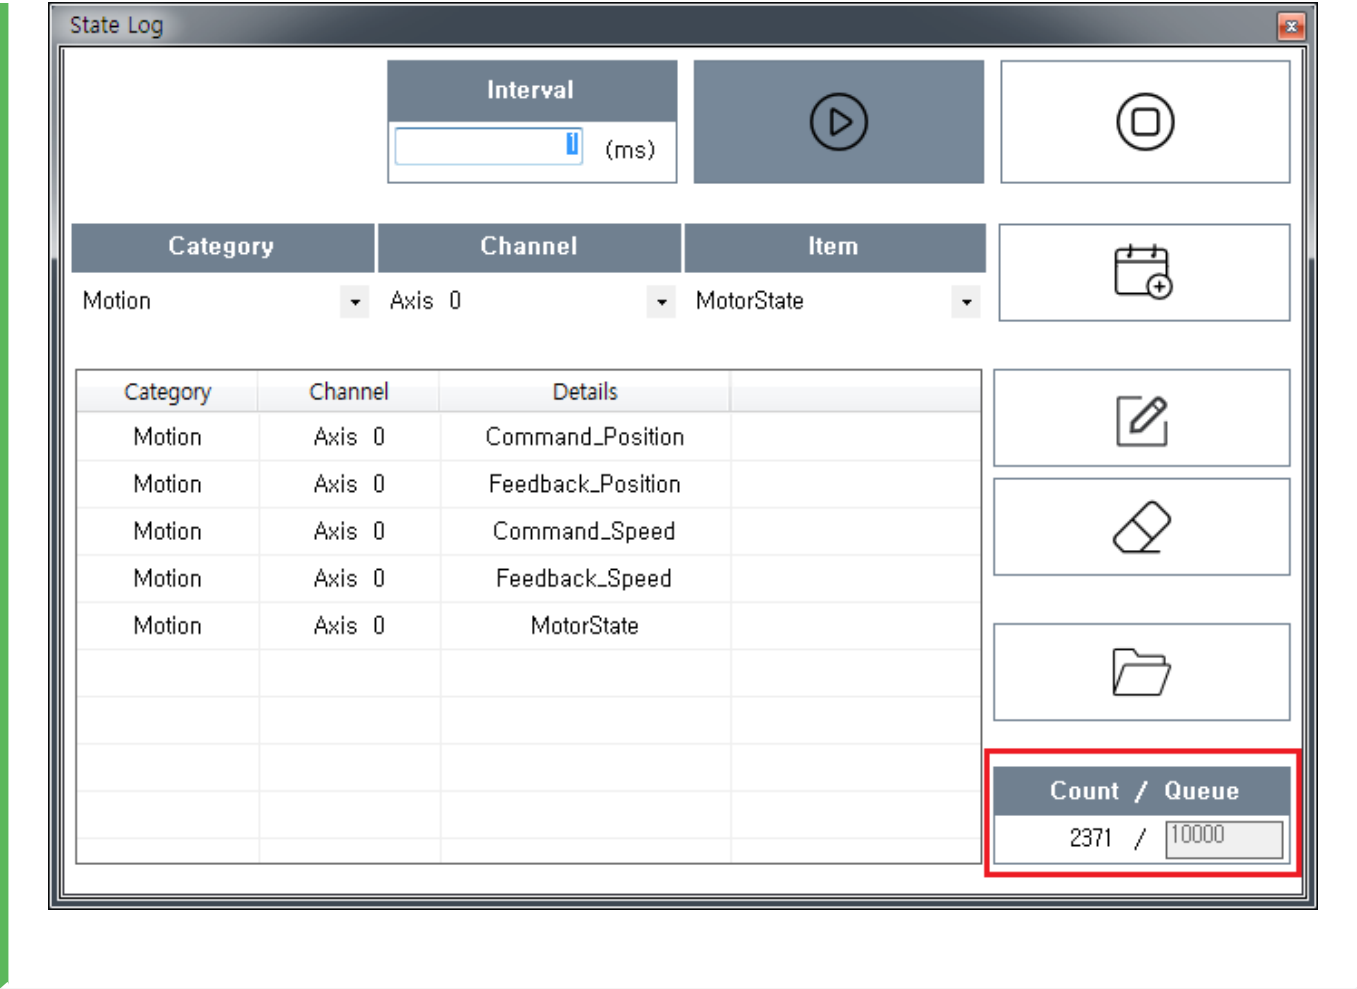 State Log
Interval
1 (ms)
Category Channel Item
Motion Axis 0 MotorState
Category Channel Details
Motion Axis 0 Command_Position
Motion Axis 0 Feedback_Position
Motion Axis 0 Command_Speed
Motion Axis 0 Feedback_Speed
Motion Axis 0 MotorState
Count / Queue
2371 / 10000